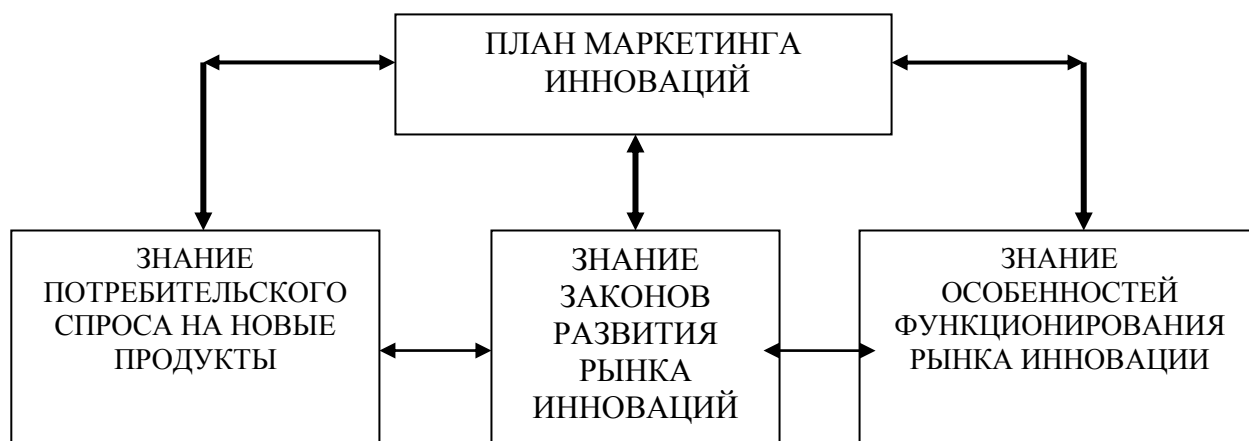 ПЛАН МАРКЕТИНГА
ИННОВАЦИЙ
ЗНАНИЕ
ПОТРЕБИТЕЛЬСКОГО
СПРОСА НА НОВЫЕ
ПРОДУКТЫ
ЗНАНИЕ
ЗАКОНОВ
РАЗВИТИЯ
РЫНКА
ИННОВАЦИЙ
ЗНАНИЕ
ОСОБЕННОСТЕЙ
ФУНКЦИОНИРОВАНИЯ
РЫНКА ИННОВАЦИИ